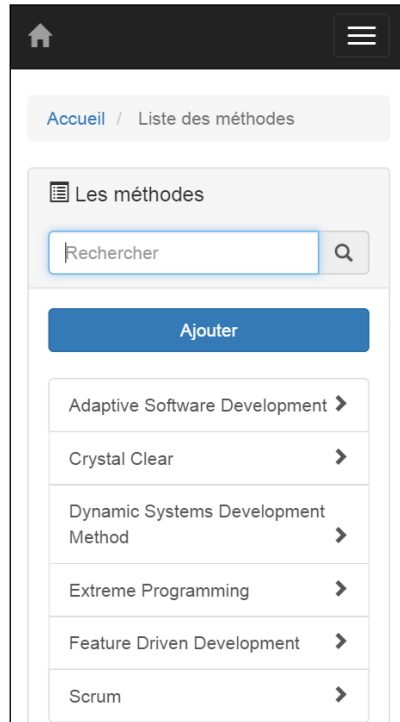 Accueil / Liste des méthodes
Les méthodes
Rechercher
Ajouter
Adaptive Software Development
Crystal Clear
Dynamic Systems Development
Method
Extreme Programming
Feature Driven Development
Scrum